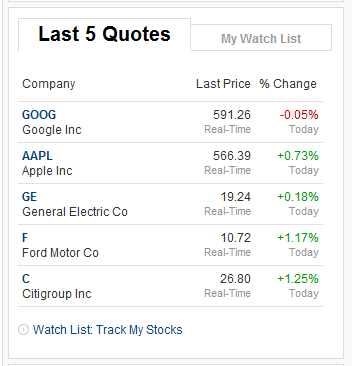 Last 5 Quotes My Watch List
Company Last Price % Change
GOOG 591.26 -0.05%
Google Inc Real-Time Today
AAPL 566.39 +0.73%
Apple Inc Real-Time Today
GE 19.24 +0.18%
General Electric Co Real-Time Today
F 10.72 +1.17%
Ford Motor Co Real-Time Today
C 26.80 +1.25%
Citigroup Inc Real-Time Today
Watch List: Track My Stocks